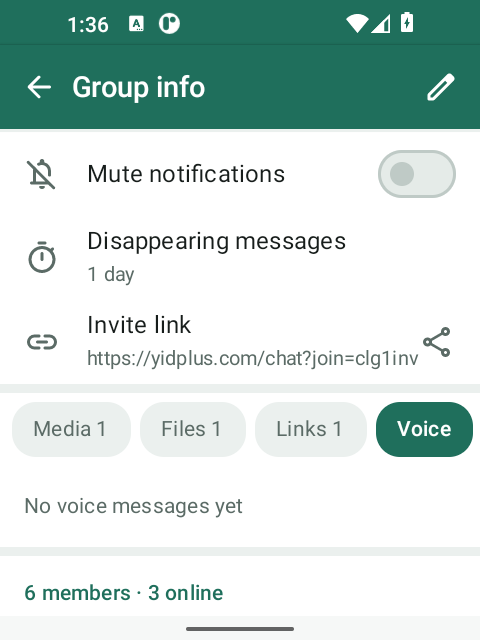 1:36
Group info
Mute notifications
Disappearing messages
1 day
Invite link
https://yidplus.com/chat?join=clg1inv
Media 1 Files 1 Links 1 Voice
No voice messages yet
6 members · 3 online